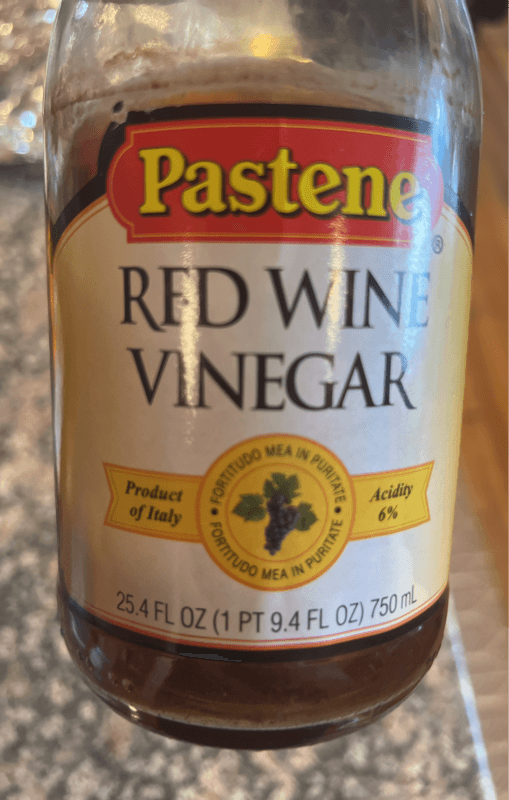 Pastene
®
RED WINE
VINEGAR
• FORTITUDO MEA IN PURITATE •
FORTITUDO MEA IN PURITATE
Product
of Italy
Acidity
6%
25.4 FL OZ (1 PT 9.4 FL OZ) 750 mL